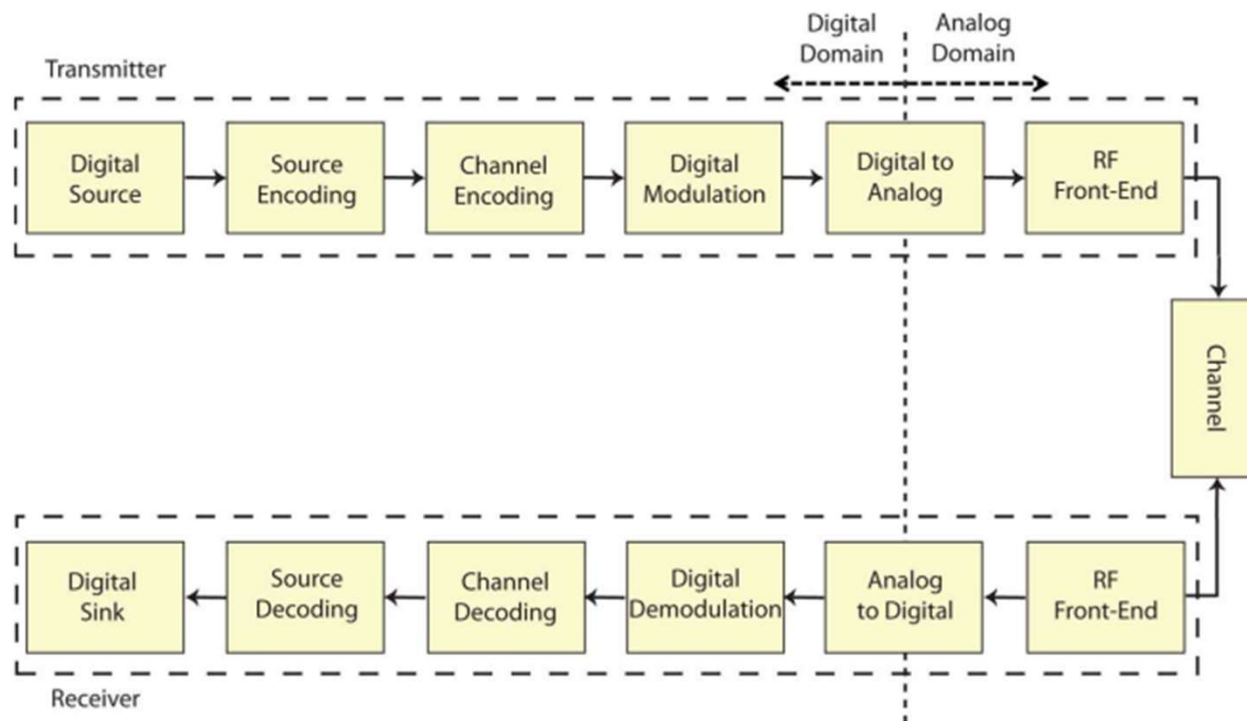 Digital
Domain
Analog
Domain
Transmitter
Digital
Source
Source
Encoding
Channel
Encoding
Digital
Modulation
Digital to
Analog
RF
Front-End
Channel
Digital
Sink
Source
Decoding
Channel
Decoding
Digital
Demodulation
Analog
to Digital
RF
Front-End
Receiver